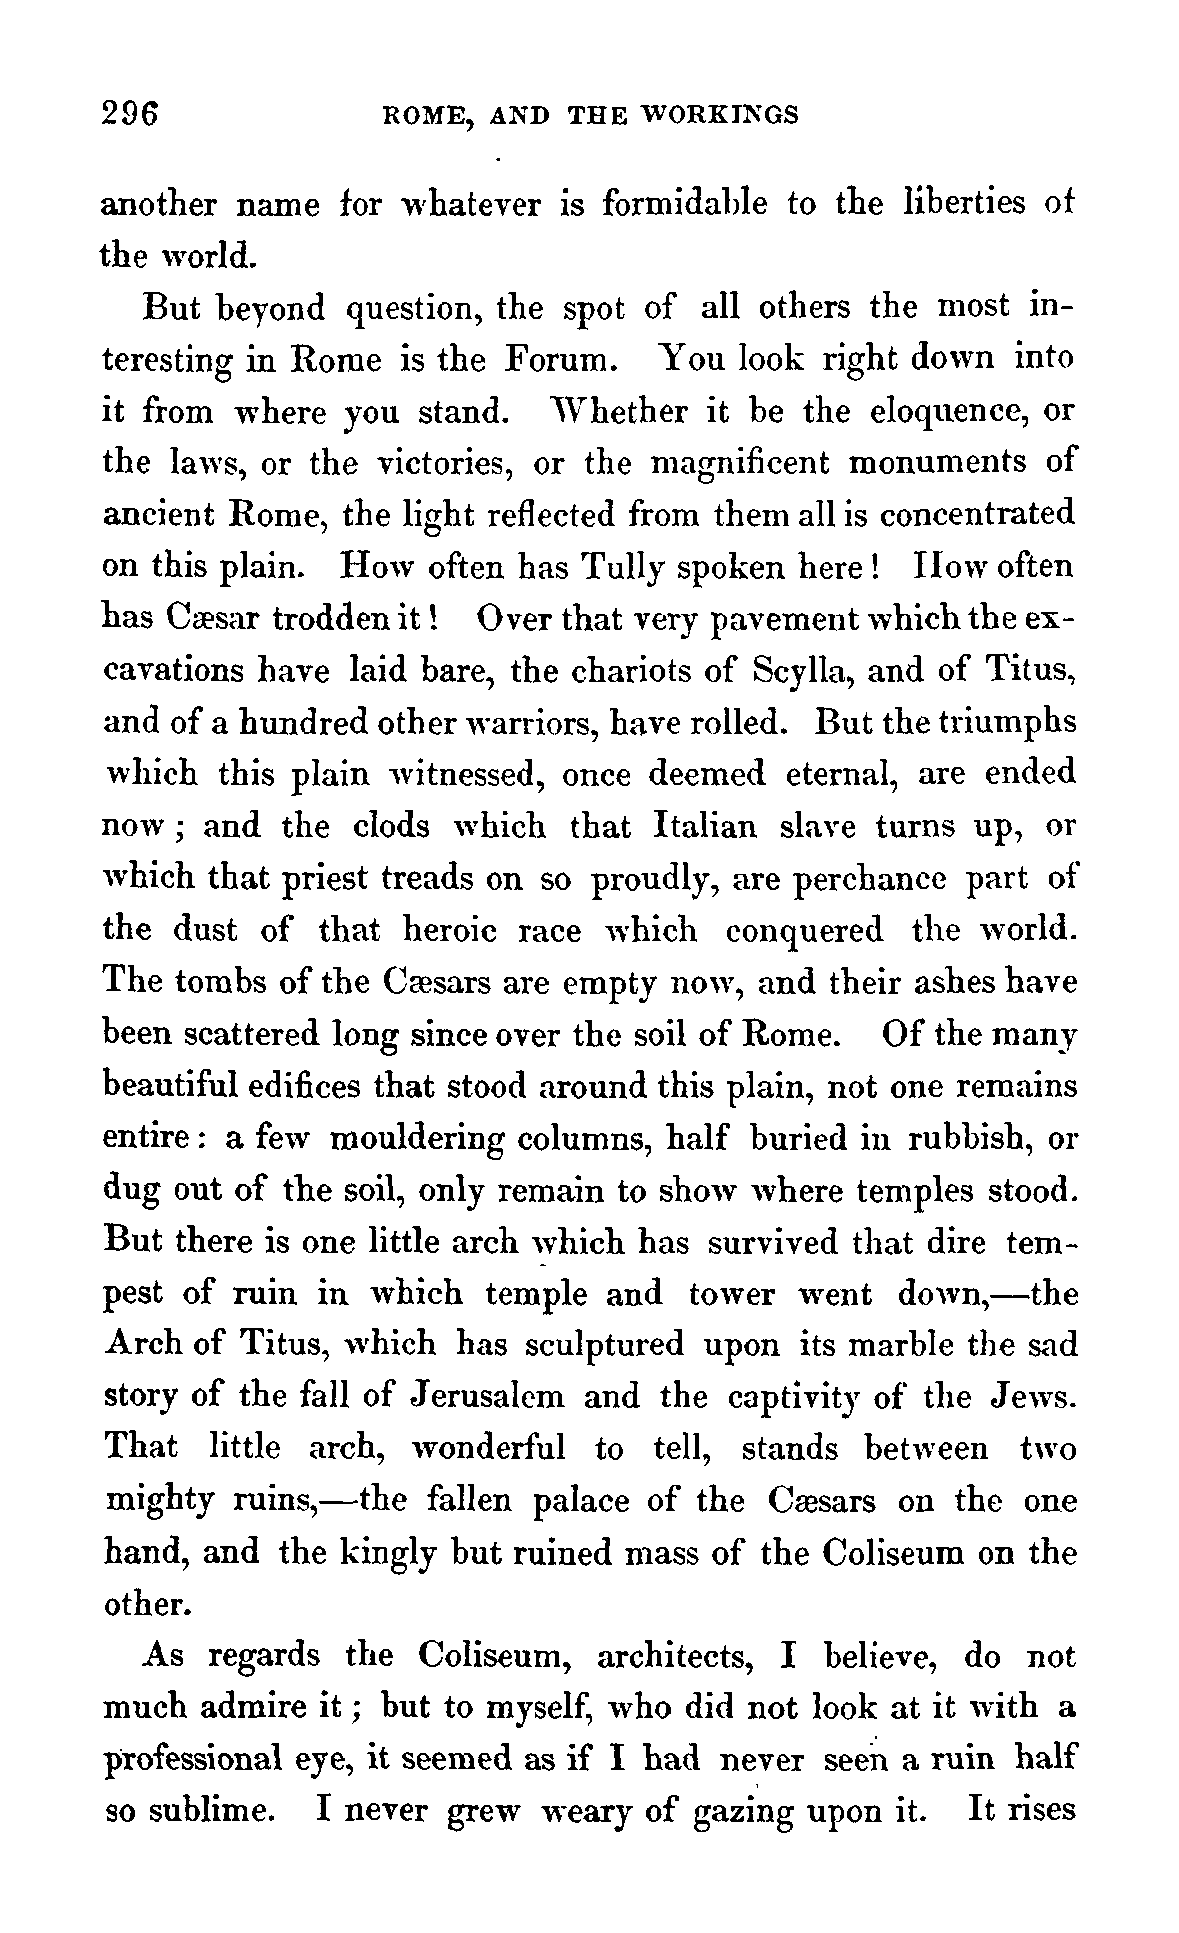 296 ROME, AND THE WORKINGS
another name for whatever is formidable to the liberties of
the world.
But beyond question, the spot of all others the most in-
teresting in Rome is the Forum. You look right down into
it from where you stand. Whether it be the eloquence, or
the laws, or the victories, or the magnificent monuments of
ancient Rome, the light reflected from them all is concentrated
on this plain. How often has Tully spoken here! How often
has Cæsar trodden it! Over that very pavement which the ex-
cavations have laid bare, the chariots of Scylla, and of Titus,
and of a hundred other warriors, have rolled. But the triumphs
which this plain witnessed, once deemed eternal, are ended
now; and the clods which that Italian slave turns up, or
which that priest treads on so proudly, are perchance part of
the dust of that heroic race which conquered the world.
The tombs of the Cæsars are empty now, and their ashes have
been scattered long since over the soil of Rome. Of the many
beautiful edifices that stood around this plain, not one remains
entire: a few mouldering columns, half buried in rubbish, or
dug out of the soil, only remain to show where temples stood.
But there is one little arch which has survived that dire tem-
pest of ruin in which temple and tower went down,—the
Arch of Titus, which has sculptured upon its marble the sad
story of the fall of Jerusalem and the captivity of the Jews.
That little arch, wonderful to tell, stands between two
mighty ruins,—the fallen palace of the Cæsars on the one
hand, and the kingly but ruined mass of the Coliseum on the
other.
As regards the Coliseum, architects, I believe, do not
much admire it; but to myself, who did not look at it with a
professional eye, it seemed as if I had never seen a ruin half
so sublime. I never grew weary of gazing upon it. It rises